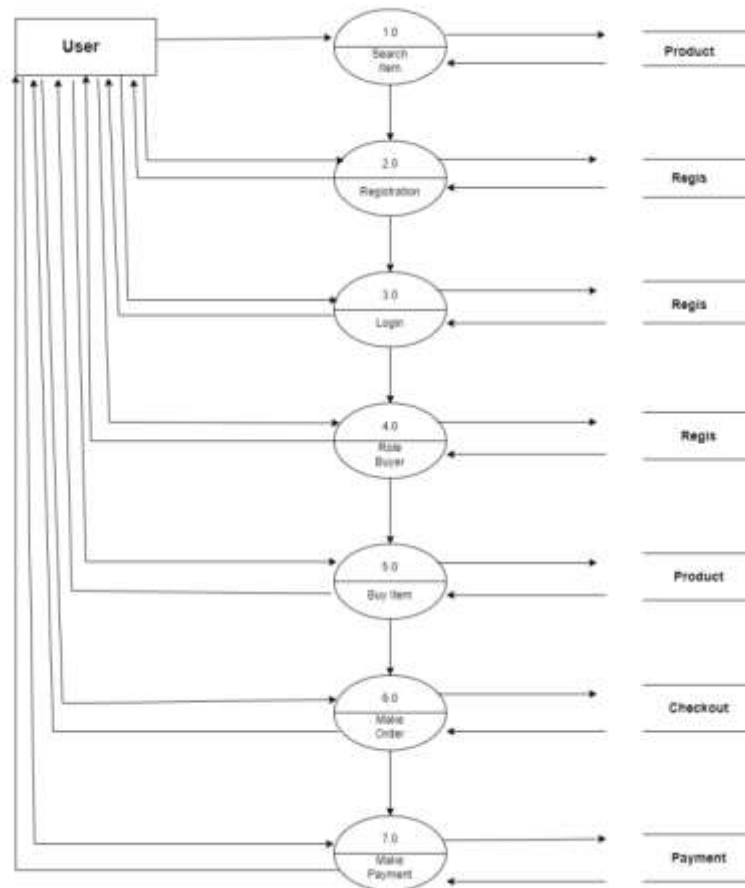 User
1.0
Search
Item
Product
2.0
Registration
Regis
3.0
Login
Regis
4.0
Role
Buyer
Regis
5.0
Buy Item
Product
6.0
Make
Order
Checkout
7.0
Make
Payment
Payment